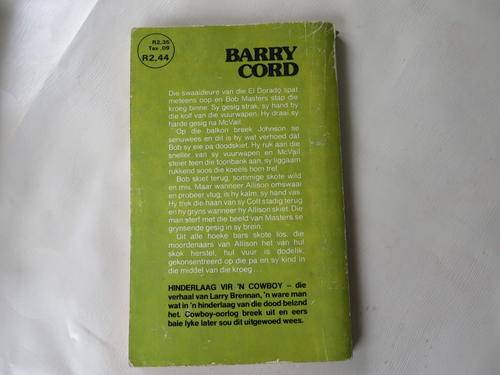 R2,35
Tax ,09
R2,44
BARRY
CORD
Die swaaideure van die El Dorado spat
meteens oop en Bob Masters stap die
kroeg binne. Sy gesig strak, sy hand by
die kolf van die vuurwapen. Hy draai sy
harde gesig na McVail.
Op die balkon breek Johnson se
senuwees en dit is hy wat verhoed dat
Bob sy eie pa doodskiet. Hy ruk aan die
sneller van sy vuurwapen en McVail
steier teen die toonbank aan, sy liggaam
rukkend soos die koeëls hom tref.
Bob skiet terug, sommige skote wild
en mis. Maar wanneer Allison omswaai
en probeer vlug, is hy kalm, sy hand vas.
Hy trek die haan van sy Colt stadig terug
en hy gryns wanneer hy Allison skiet. Die
man sterf met die beeld van Masters se
grynsende gesig in sy brein.
Uit alle hoeke bars skote los, die
moordenaars van Allison het van hul
skok herstel, hul vuur is dodelik,
gekonsentreerd op die pa en sy kind in
die middel van die kroeg . . .
HINDERLAAG VIR 'N COWBOY – die
verhaal van Larry Brennan, 'n ware man
wat in 'n hinderlaag van die dood beland
het. Cowboy-oorlog breek uit en eers
baie lyke later sou dit uitgewoed wees.